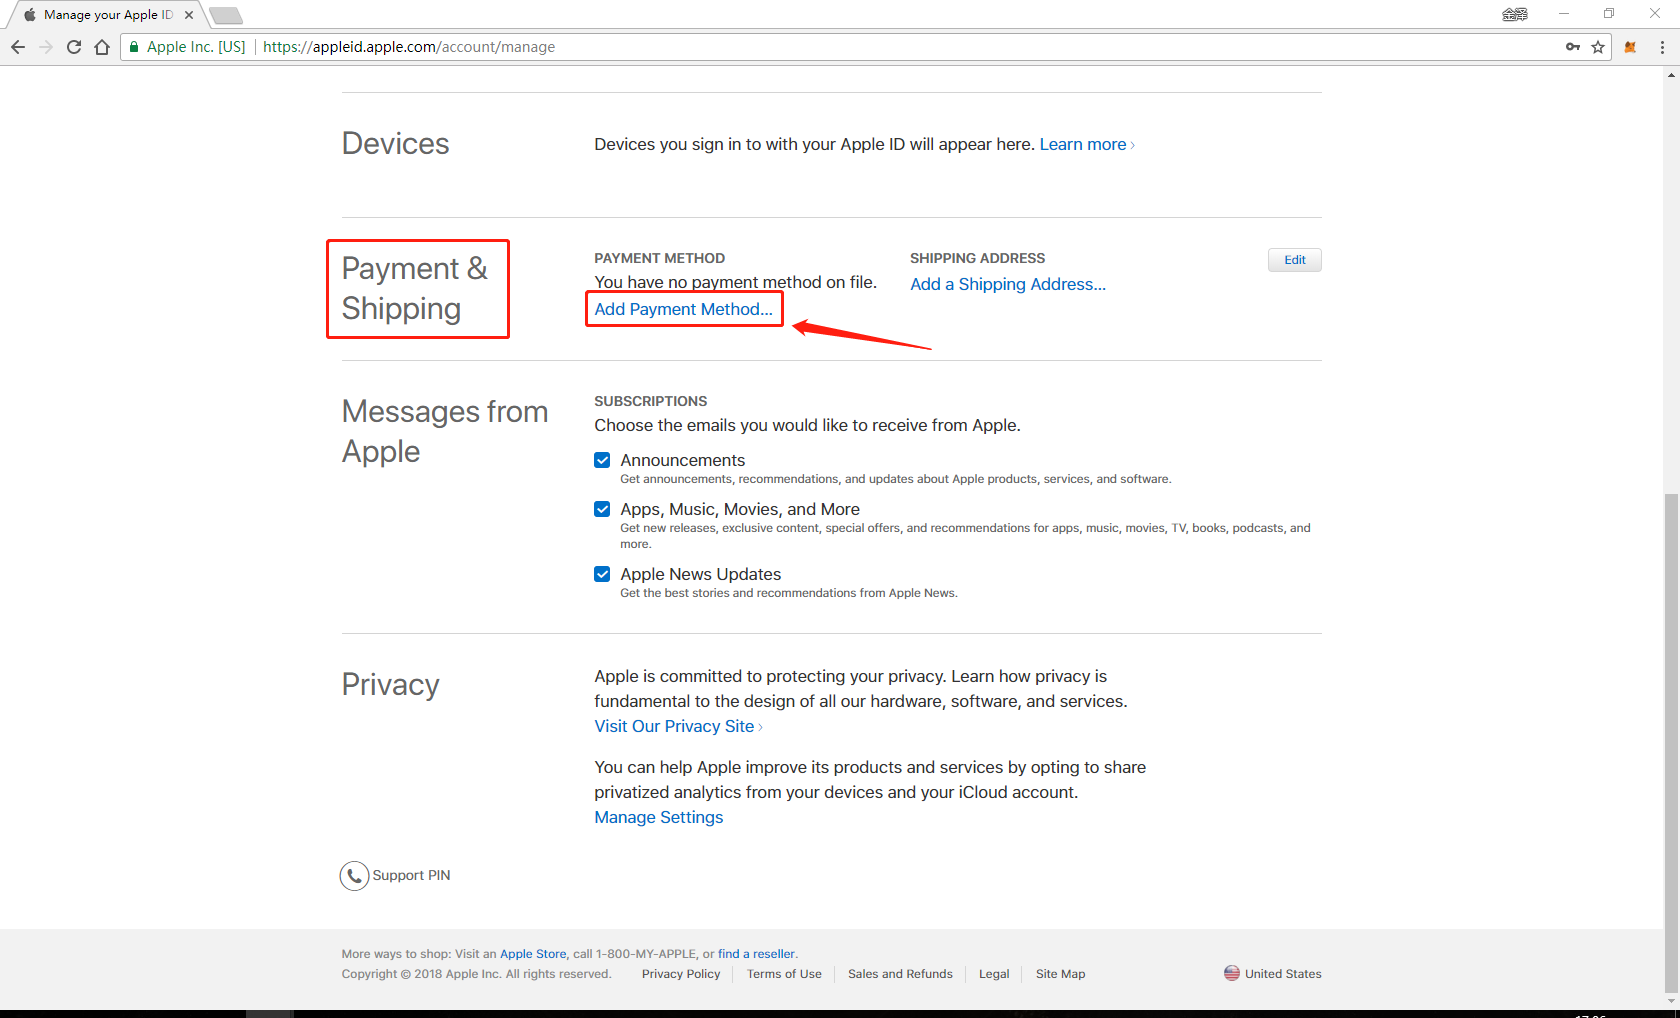 Manage your Apple ID
金泽
Apple Inc. [US]
https://appleid.apple.com/account/manage
Devices
Devices you sign in to with your Apple ID will appear here. Learn more ›
Payment &
Shipping
PAYMENT METHOD
You have no payment method on file.
Add Payment Method...
SHIPPING ADDRESS
Add a Shipping Address...
Edit
Messages from
Apple
SUBSCRIPTIONS
Choose the emails you would like to receive from Apple.
Announcements
Get announcements, recommendations, and updates about Apple products, services, and software.
Apps, Music, Movies, and More
Get new releases, exclusive content, special offers, and recommendations for apps, music, movies, TV, books, podcasts, and
more.
Apple News Updates
Get the best stories and recommendations from Apple News.
Privacy
Apple is committed to protecting your privacy. Learn how privacy is
fundamental to the design of all our hardware, software, and services.
Visit Our Privacy Site ›
You can help Apple improve its products and services by opting to share
privatized analytics from your devices and your iCloud account.
Manage Settings
Support PIN
More ways to shop: Visit an Apple Store, call 1-800-MY-APPLE, or find a reseller.
Copyright © 2018 Apple Inc. All rights reserved.
Privacy Policy
Terms of Use
Sales and Refunds
Legal
Site Map
United States